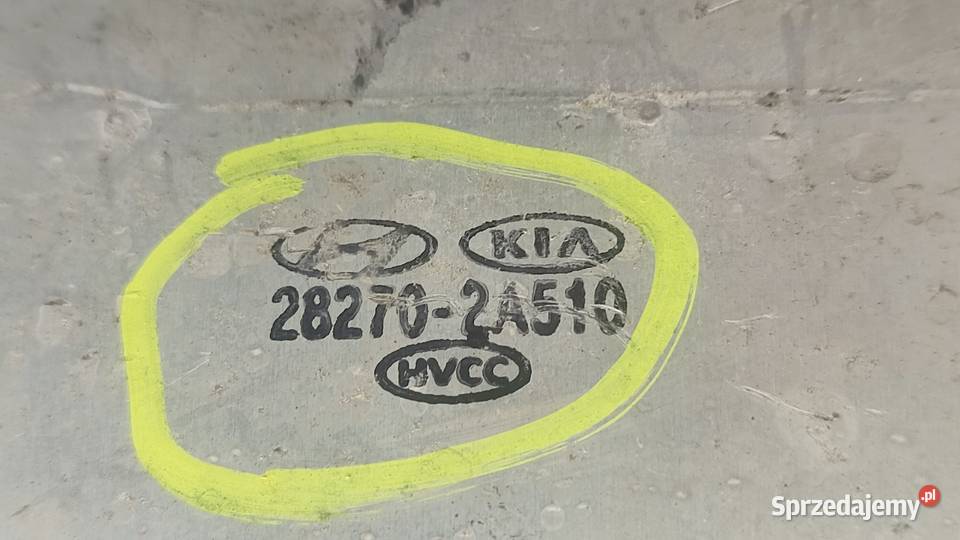 KIA
28270-2A510
HVCC
Sprzedajemy.pl